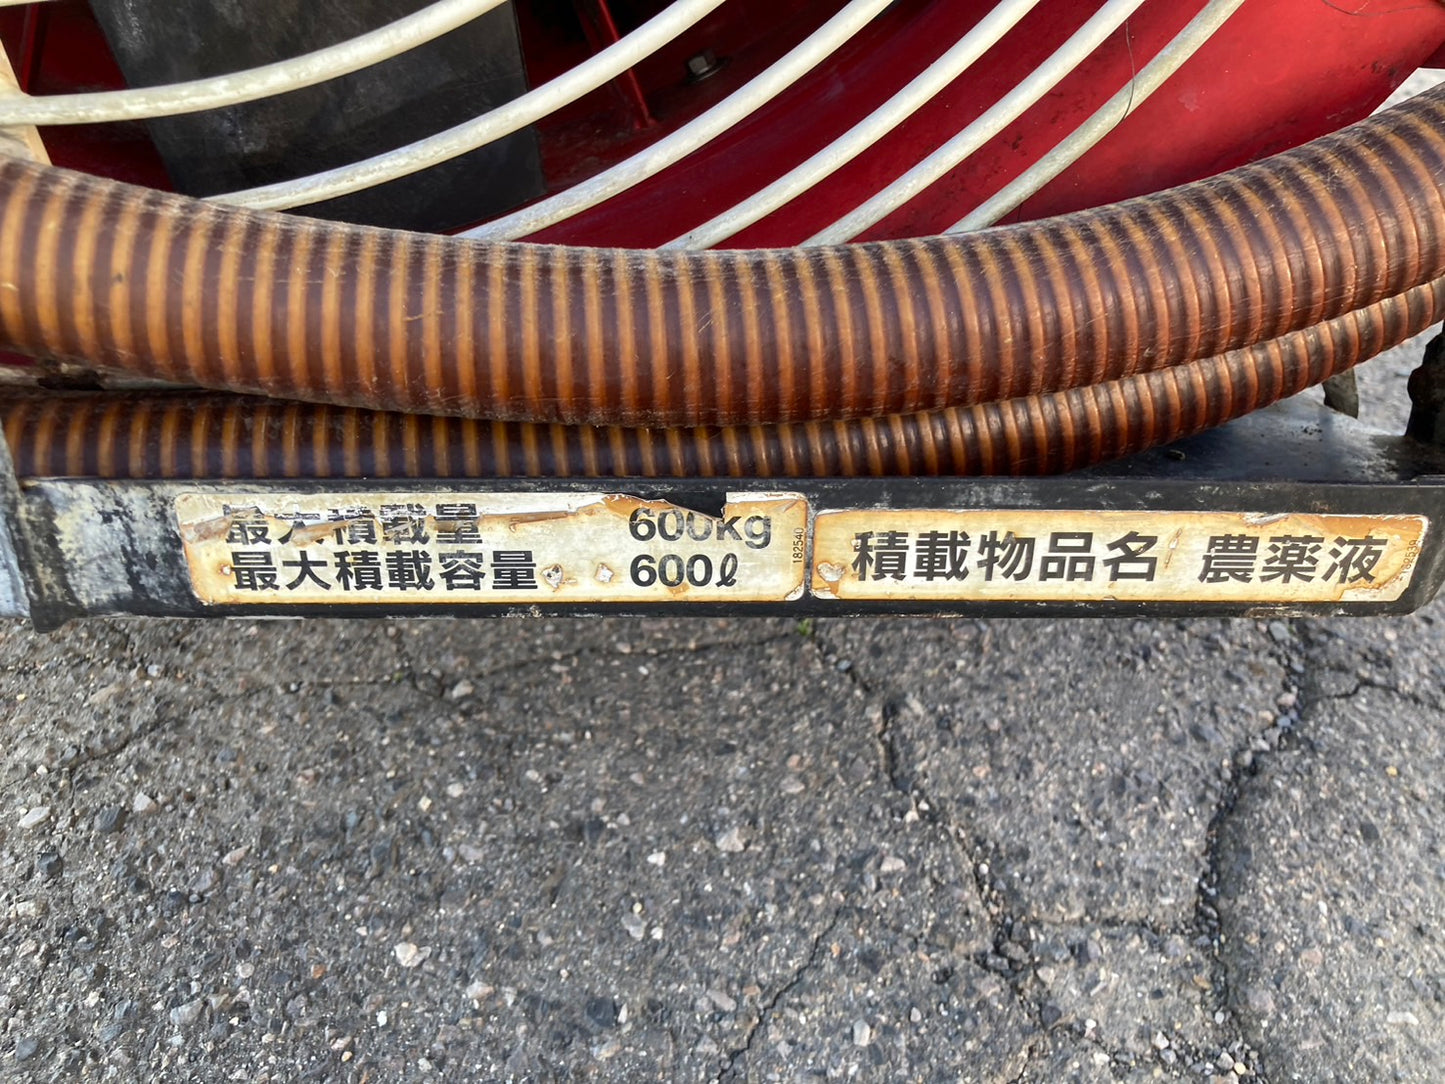 最大積載量 600kg
最大積載容量 600ℓ
182540
積載物品名 農薬液